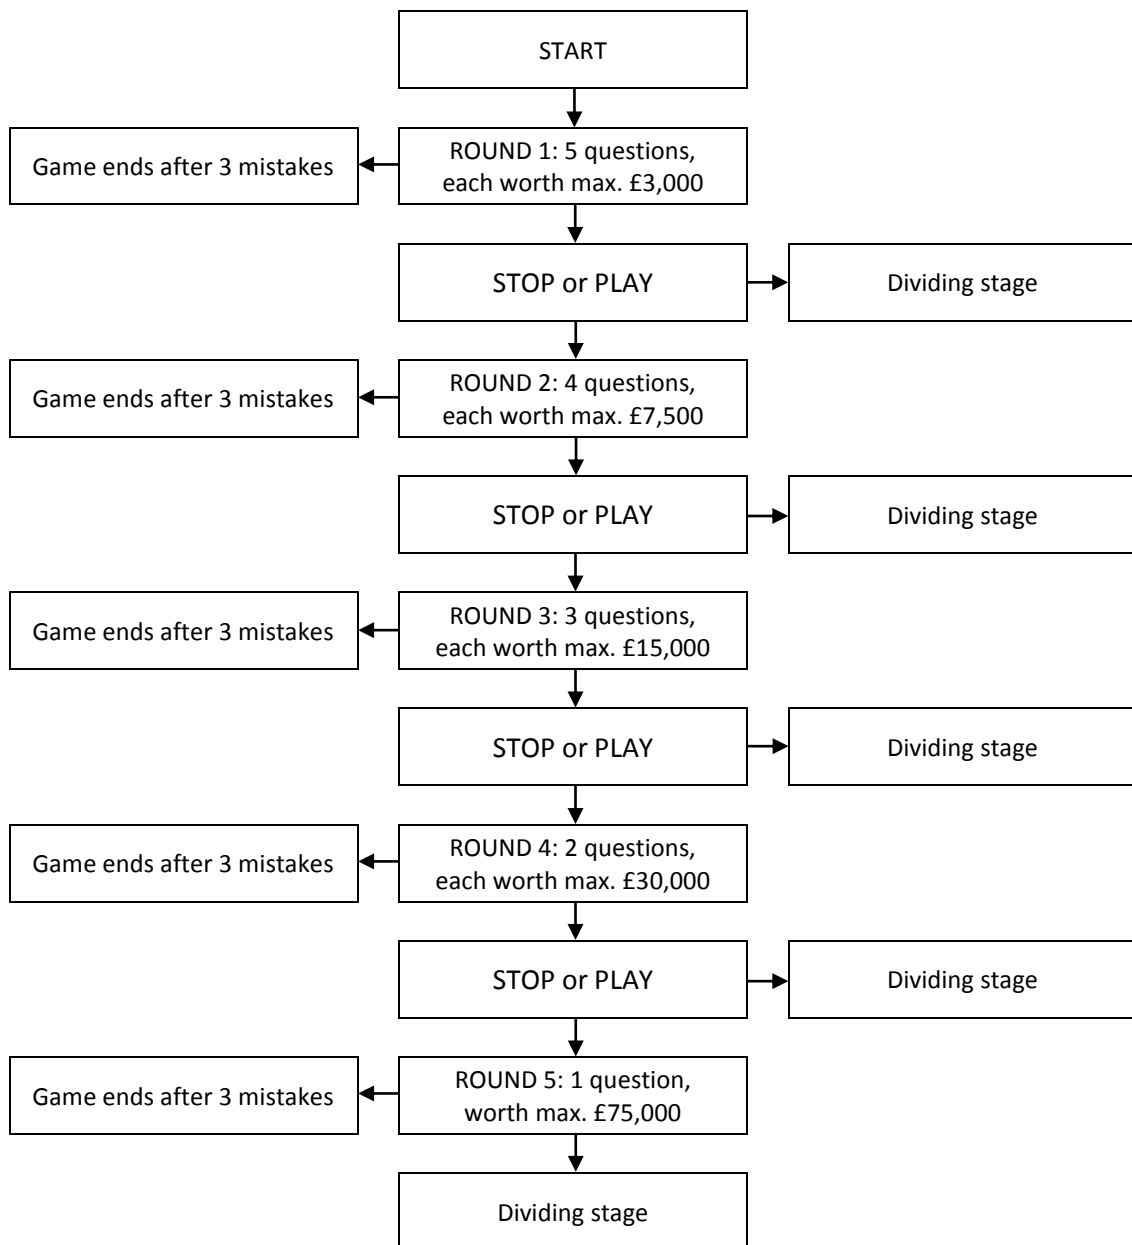 START
Game ends after 3 mistakes
ROUND 1: 5 questions,
each worth max. £3,000
STOP or PLAY
Dividing stage
Game ends after 3 mistakes
ROUND 2: 4 questions,
each worth max. £7,500
STOP or PLAY
Dividing stage
Game ends after 3 mistakes
ROUND 3: 3 questions,
each worth max. £15,000
STOP or PLAY
Dividing stage
Game ends after 3 mistakes
ROUND 4: 2 questions,
each worth max. £30,000
STOP or PLAY
Dividing stage
Game ends after 3 mistakes
ROUND 5: 1 question,
worth max. £75,000
Dividing stage